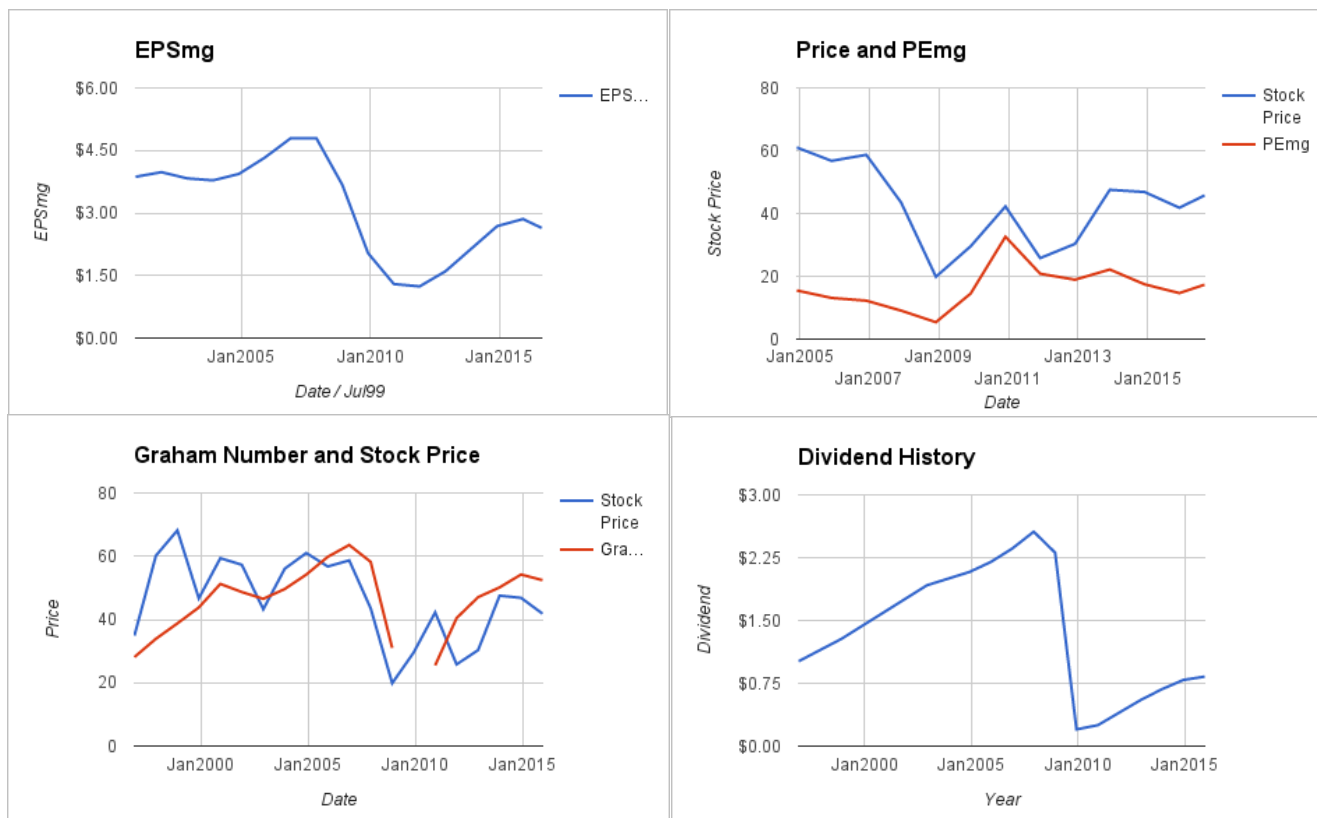 EPSmg
$6.00
$4.50
$3.00
$1.50
$0.00
EPSmg
EPS...
Jan2005 Jan2010 Jan2015
Date / Jul99
Price and PEmg
80
60
40
20
0
Stock Price
Stock
Price
PEmg
Jan2005 Jan2009 Jan2013
Jan2007 Jan2011 Jan2015
Date
Graham Number and Stock Price
80
60
40
20
0
Price
Stock
Price
Gra...
Jan2000 Jan2005 Jan2010 Jan2015
Date
Dividend History
$3.00
$2.25
$1.50
$0.75
$0.00
Dividend
Jan2000 Jan2005 Jan2010 Jan2015
Year